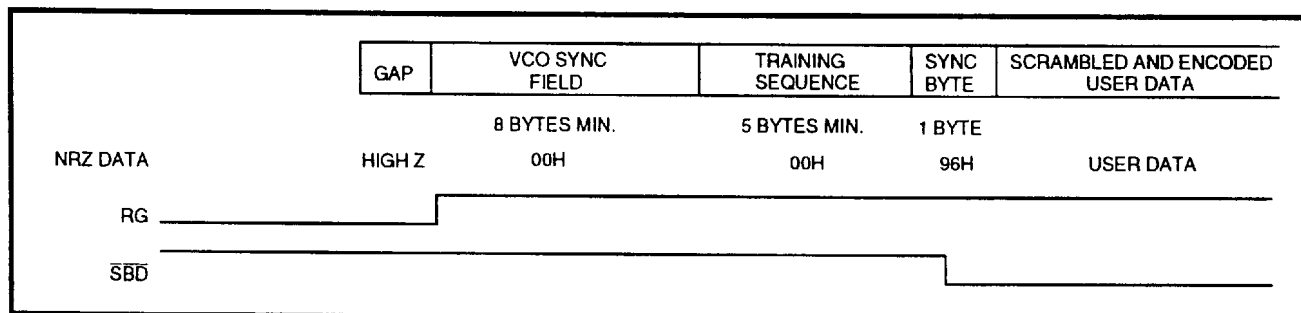 GAP
VCO SYNC
FIELD
TRAINING
SEQUENCE
SYNC
BYTE
SCRAMBLED AND ENCODED
USER DATA
8 BYTES MIN.
5 BYTES MIN.
1 BYTE
NRZ DATA
HIGH Z
00H
00H
96H
USER DATA
RG
SBD